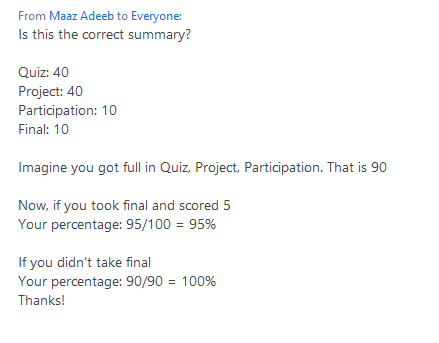 From Maaz Adeeb to Everyone:
Is this the correct summary?
Quiz: 40
Project: 40
Participation: 10
Final: 10
Imagine you got full in Quiz, Project, Participation. That is 90
Now, if you took final and scored 5
Your percentage: 95/100 = 95%
If you didn't take final
Your percentage: 90/90 = 100%
Thanks!